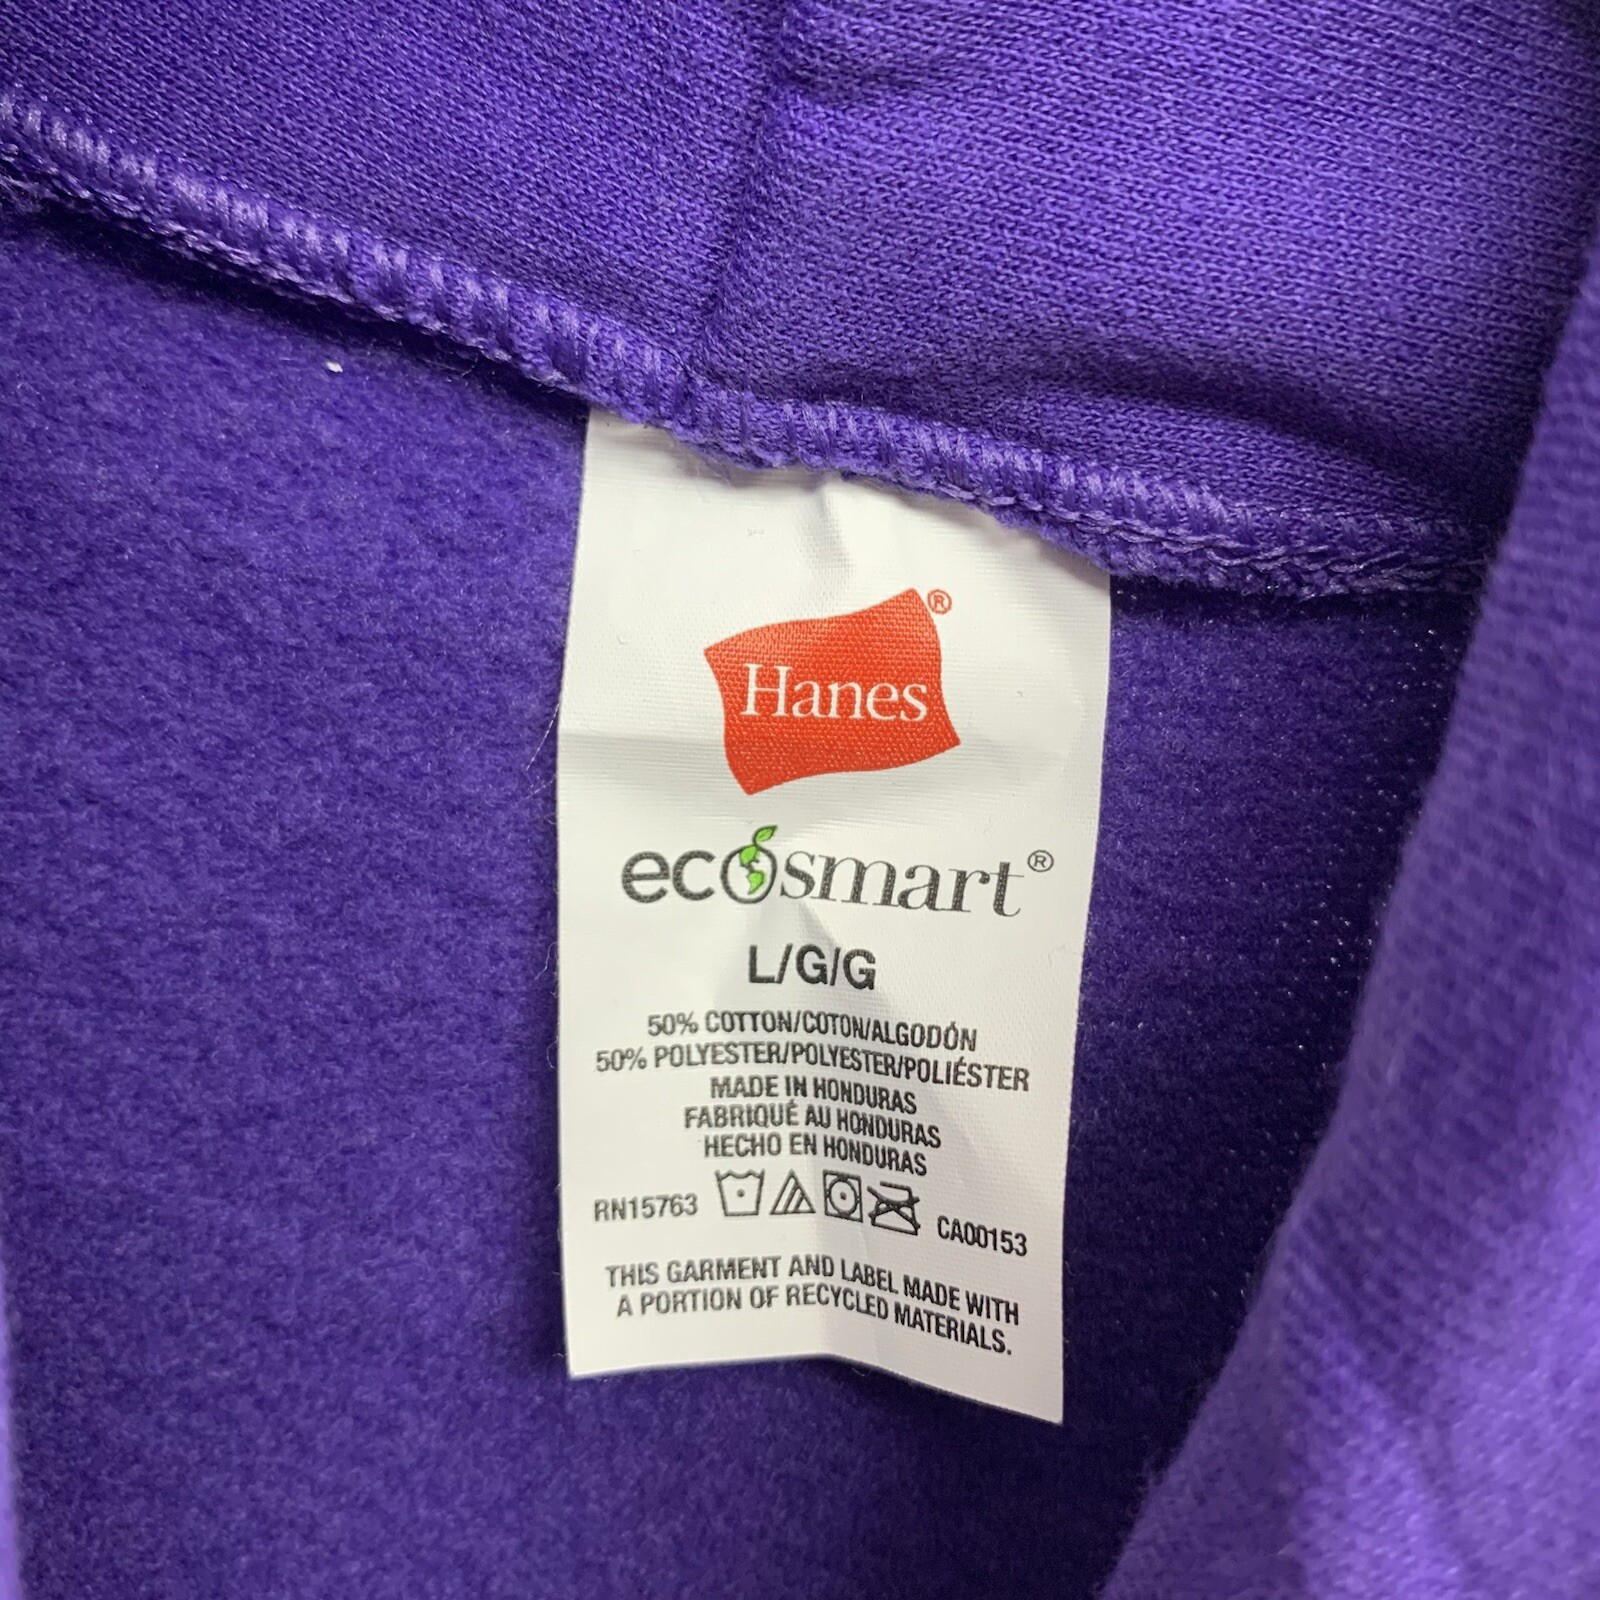 Hanes®
ecosmart®
L/G/G
50% COTTON/COTON/ALGODÓN
50% POLYESTER/POLYESTER/POLIÉSTER
MADE IN HONDURAS
FABRIQUÉ AU HONDURAS
HECHO EN HONDURAS
RN15763 CA00153
THIS GARMENT AND LABEL MADE WITH
A PORTION OF RECYCLED MATERIALS.